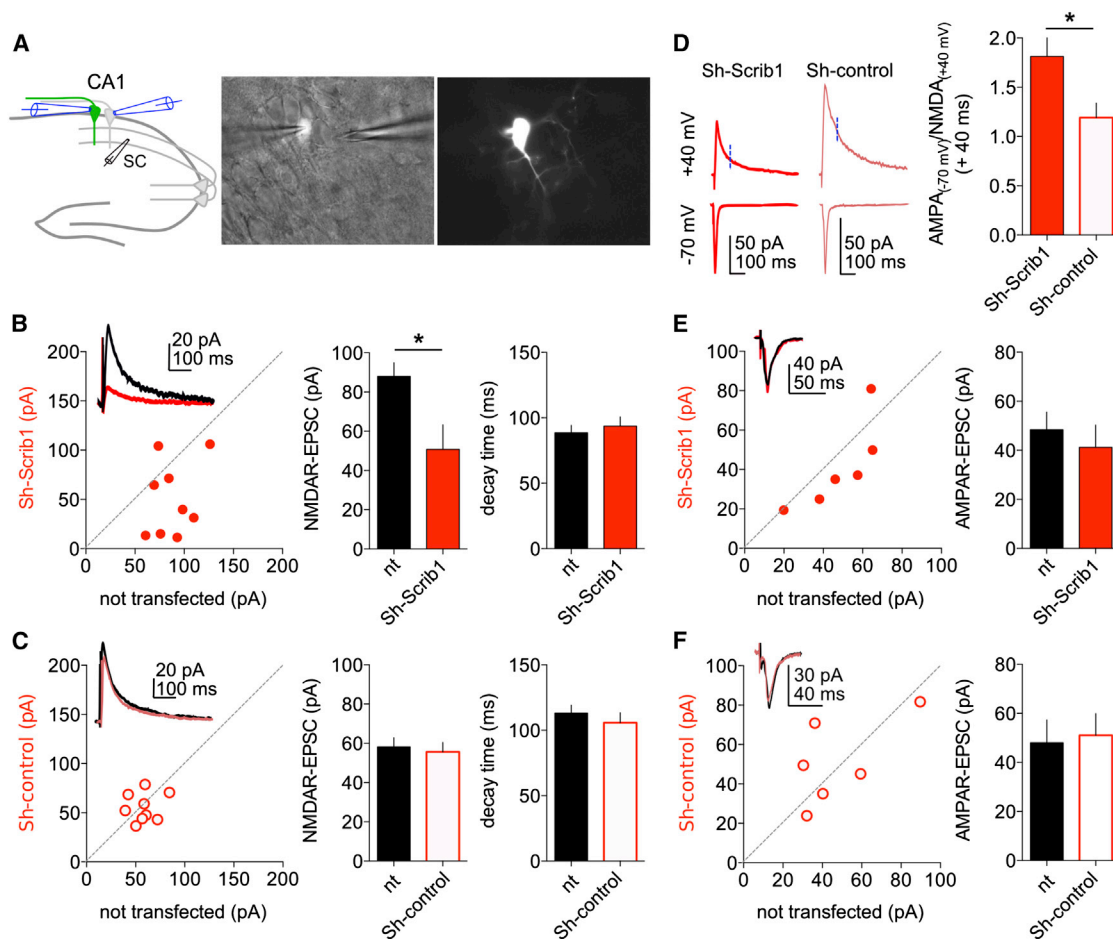 A
CA1
SC
D
Sh-Scrib1
Sh-control
+40 mV
-70 mV
50 pA
100 ms
50 pA
100 ms
AMPA(-70 mV)/NMDA(+40 mV)
(+ 40 ms)
2.0
1.5
1.0
0.5
0.0
*
Sh-Scrib1
Sh-control
B
Sh-Scrib1 (pA)
200
150
100
50
0
20 pA
100 ms
0 50 100 150 200
not transfected (pA)
NMDAR-EPSC (pA)
100
80
60
40
20
0
*
nt
Sh-Scrib1
decay time (ms)
150
100
50
0
nt
Sh-Scrib1
E
Sh-Scrib1 (pA)
100
80
60
40
20
0
40 pA
50 ms
0 20 40 60 80 100
not transfected (pA)
AMPAR-EPSC (pA)
80
60
40
20
0
nt
Sh-Scrib1
C
Sh-control (pA)
200
150
100
50
0
20 pA
100 ms
0 50 100 150 200
not transfected (pA)
NMDAR-EPSC (pA)
100
80
60
40
20
0
nt
Sh-control
decay time (ms)
150
100
50
0
nt
Sh-control
F
Sh-control (pA)
100
80
60
40
20
0
30 pA
40 ms
0 20 40 60 80 100
not transfected (pA)
AMPAR-EPSC (pA)
80
60
40
20
0
nt
Sh-control